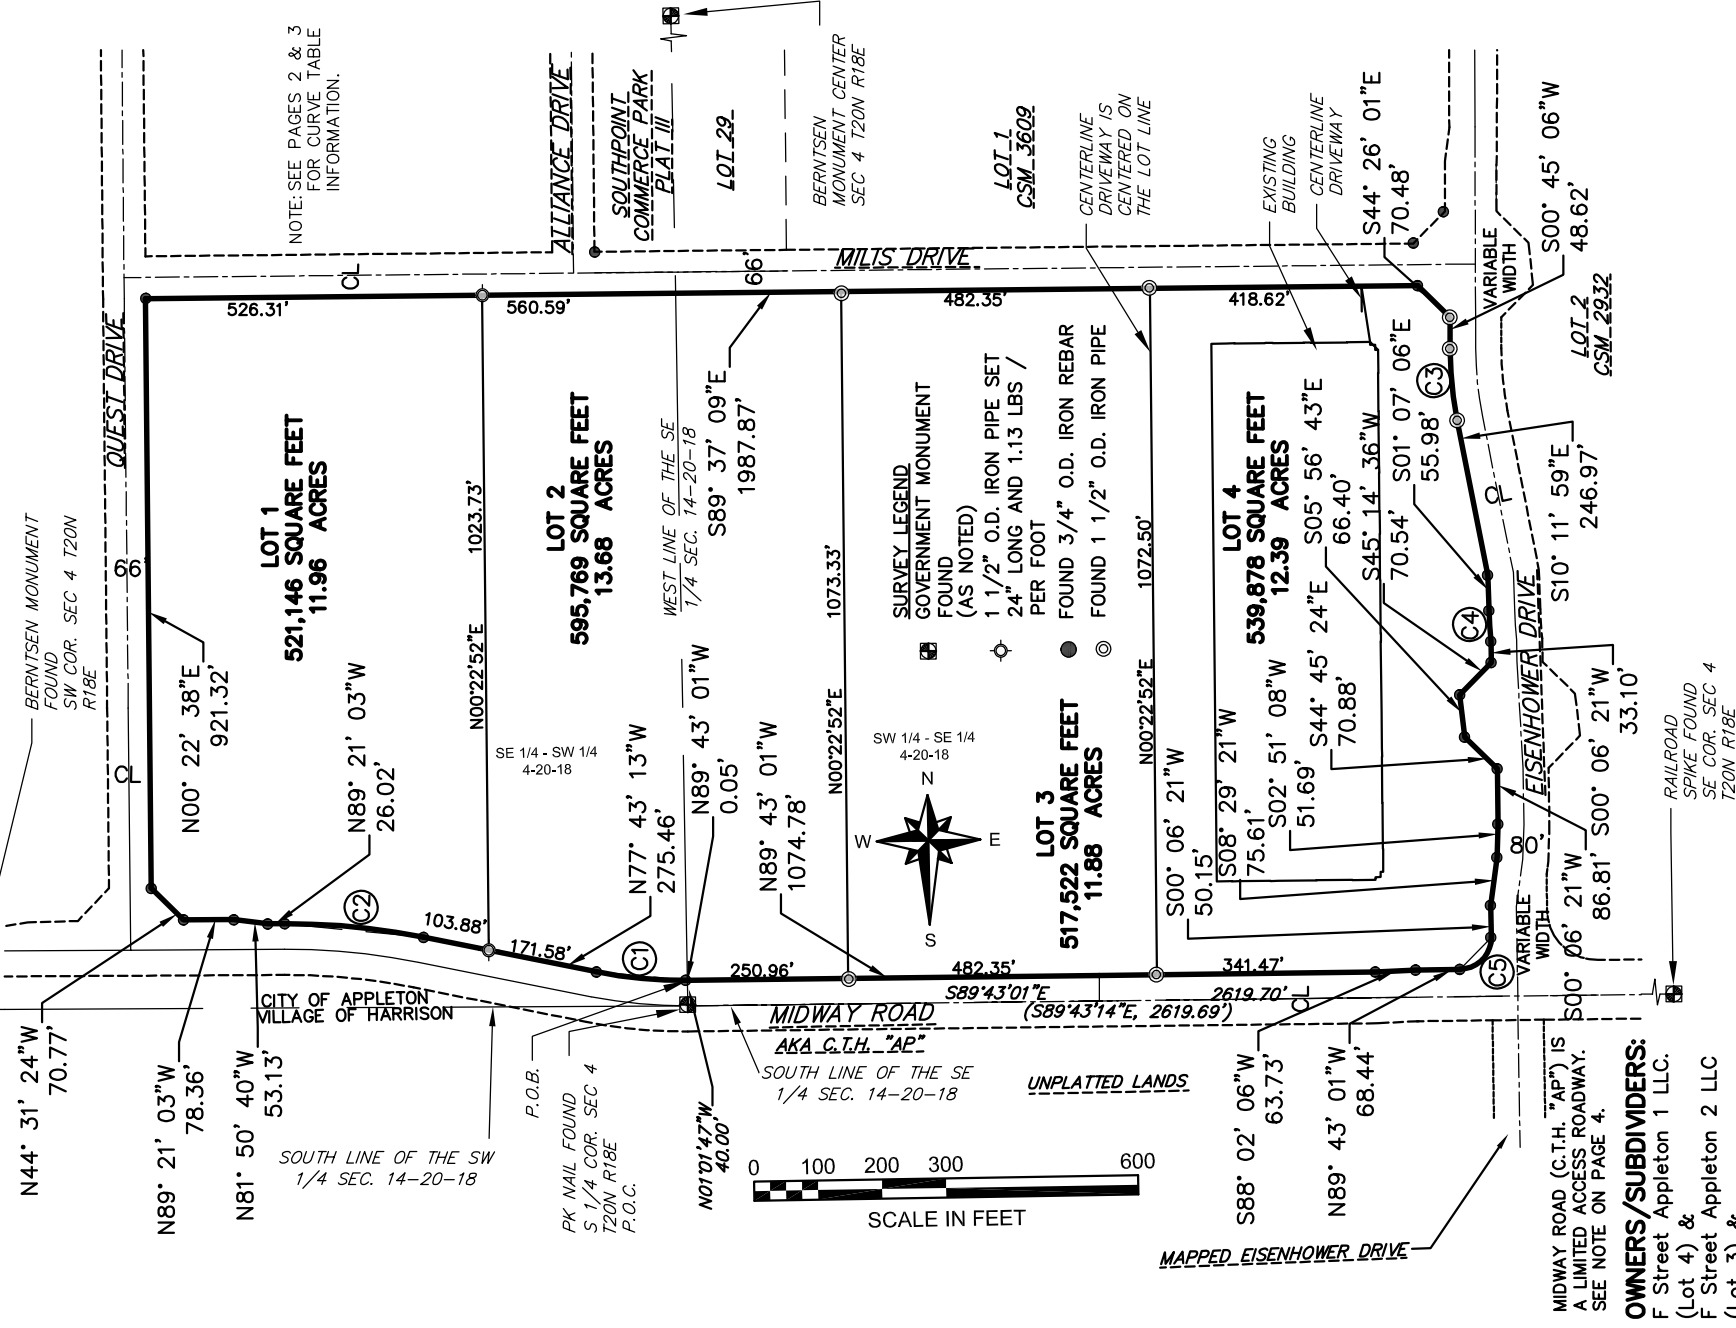 NOTE: SEE PAGES 2 & 3
FOR CURVE TABLE
INFORMATION.
BERNTSEN MONUMENT
FOUND
SW COR. SEC 4 T20N
R18E
QUEST DRIVE
66'
CL
CL
ALLIANCE DRIVE
SOUTHPOINT
COMMERCE PARK
PLAT III
LOT 29
BERNTSEN
MONUMENT CENTER
SEC 4 T20N R18E
LOT 1
CSM 3609
CENTERLINE
DRIVEWAY IS
CENTERED ON
THE LOT LINE
EXISTING
BUILDING
CENTERLINE
DRIVEWAY
MILIS DRIVE
66'
526.31'
560.59'
482.35'
418.62'
S89° 37' 09"E
1987.87'
S44° 26' 01"E
70.48'
S00° 45' 06"W
48.62'
VARIABLE
WIDTH
LOT 2
CSM 2932
N00° 22' 38"E
921.32'
LOT 1
521,146 SQUARE FEET
11.96 ACRES
N89° 21' 03"W
26.02'
1023.73'
N00°22'52"E
LOT 2
595,769 SQUARE FEET
13.68 ACRES
SE 1/4 - SW 1/4
4-20-18
WEST LINE OF THE SE
1/4 SEC. 14-20-18
N77° 43' 13"W
275.46'
N89° 43' 01"W
0.05'
N89° 43' 01"W
1074.78'
1073.33'
N00°22'52"E
SURVEY LEGEND
GOVERNMENT MONUMENT
FOUND
(AS NOTED)
1 1/2" O.D. IRON PIPE SET
24" LONG AND 1.13 LBS /
PER FOOT
FOUND 3/4" O.D. IRON REBAR
FOUND 1 1/2" O.D. IRON PIPE
SW 1/4 - SE 1/4
4-20-18
N
W
E
S
LOT 3
517,522 SQUARE FEET
11.88 ACRES
1072.50'
N00°22'52"E
LOT 4
539,878 SQUARE FEET
12.39 ACRES
S00° 06' 21"W
50.15'
S08° 29' 21"W
75.61'
S02° 51' 08"W
51.69'
S44° 45' 24"E
70.88'
S05° 56' 43"E
66.40'
S45° 14' 36"W
70.54'
S01° 07' 06"E
55.98'
C3
C4
CL
S10° 11' 59"E
246.97'
EISENHOWER DRIVE
S00° 06' 21"W
33.10'
80'
S00° 06' 21"W
86.81'
VARIABLE
WIDTH
C5
RAILROAD
SPIKE FOUND
SE COR. SEC 4
T20N R18E
C2
103.88'
171.58'
C1
250.96'
482.35'
341.47'
S89°43'01"E
2619.70'
(S89°43'14"E, 2619.69')
CL
CITY OF APPLETON
VILLAGE OF HARRISON
MIDWAY ROAD
AKA C.T.H. "AP"
N44° 31' 24"W
70.77'
N89° 21' 03"W
78.36'
N81° 50' 40"W
53.13'
SOUTH LINE OF THE SW
1/4 SEC. 14-20-18
P.O.B.
PK NAIL FOUND
S 1/4 COR. SEC 4
T20N R18E
P.O.C.
N01°01'47"W
40.00'
SOUTH LINE OF THE SE
1/4 SEC. 14-20-18
UNPLATTED LANDS
0 100 200 300 600
SCALE IN FEET
S88° 02' 06"W
63.73'
N89° 43' 01"W
68.44'
MAPPED EISENHOWER DRIVE
MIDWAY ROAD (C.T.H. "AP") IS
A LIMITED ACCESS ROADWAY.
SEE NOTE ON PAGE 4.
OWNERS/SUBDIVIDERS:
F Street Appleton 1 LLC.
(Lot 4) &
F Street Appleton 2 LLC
(Lot 3) &
CL